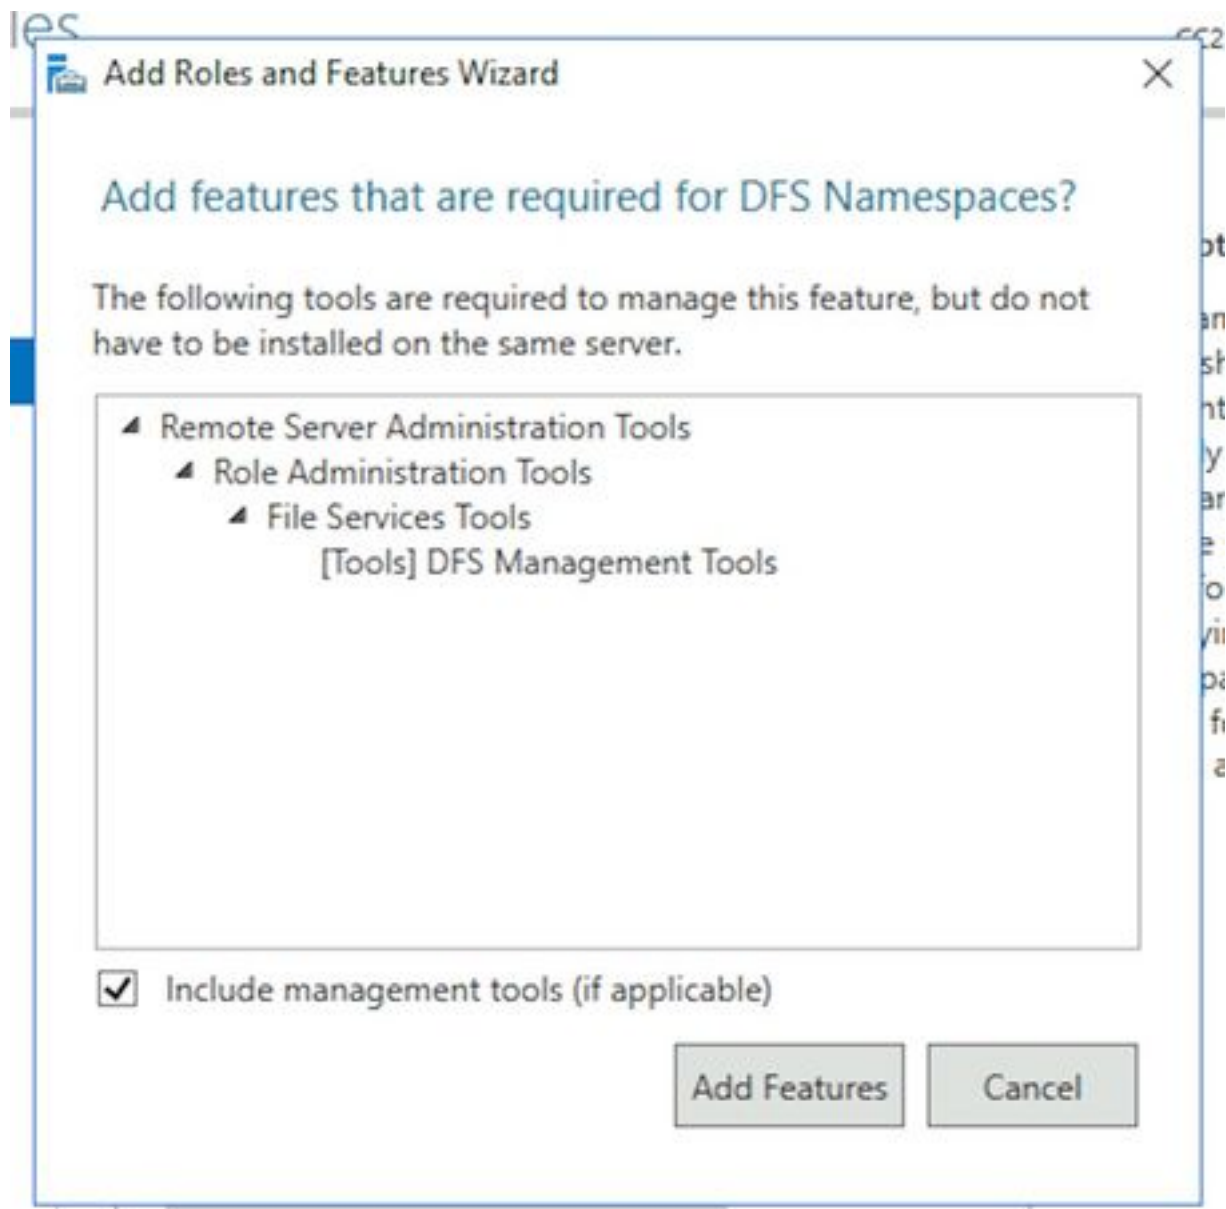 Add Roles and Features Wizard
Add features that are required for DFS Namespaces?
The following tools are required to manage this feature, but do not
have to be installed on the same server.
Remote Server Administration Tools
Role Administration Tools
File Services Tools
[Tools] DFS Management Tools
Include management tools (if applicable)
Add Features
Cancel